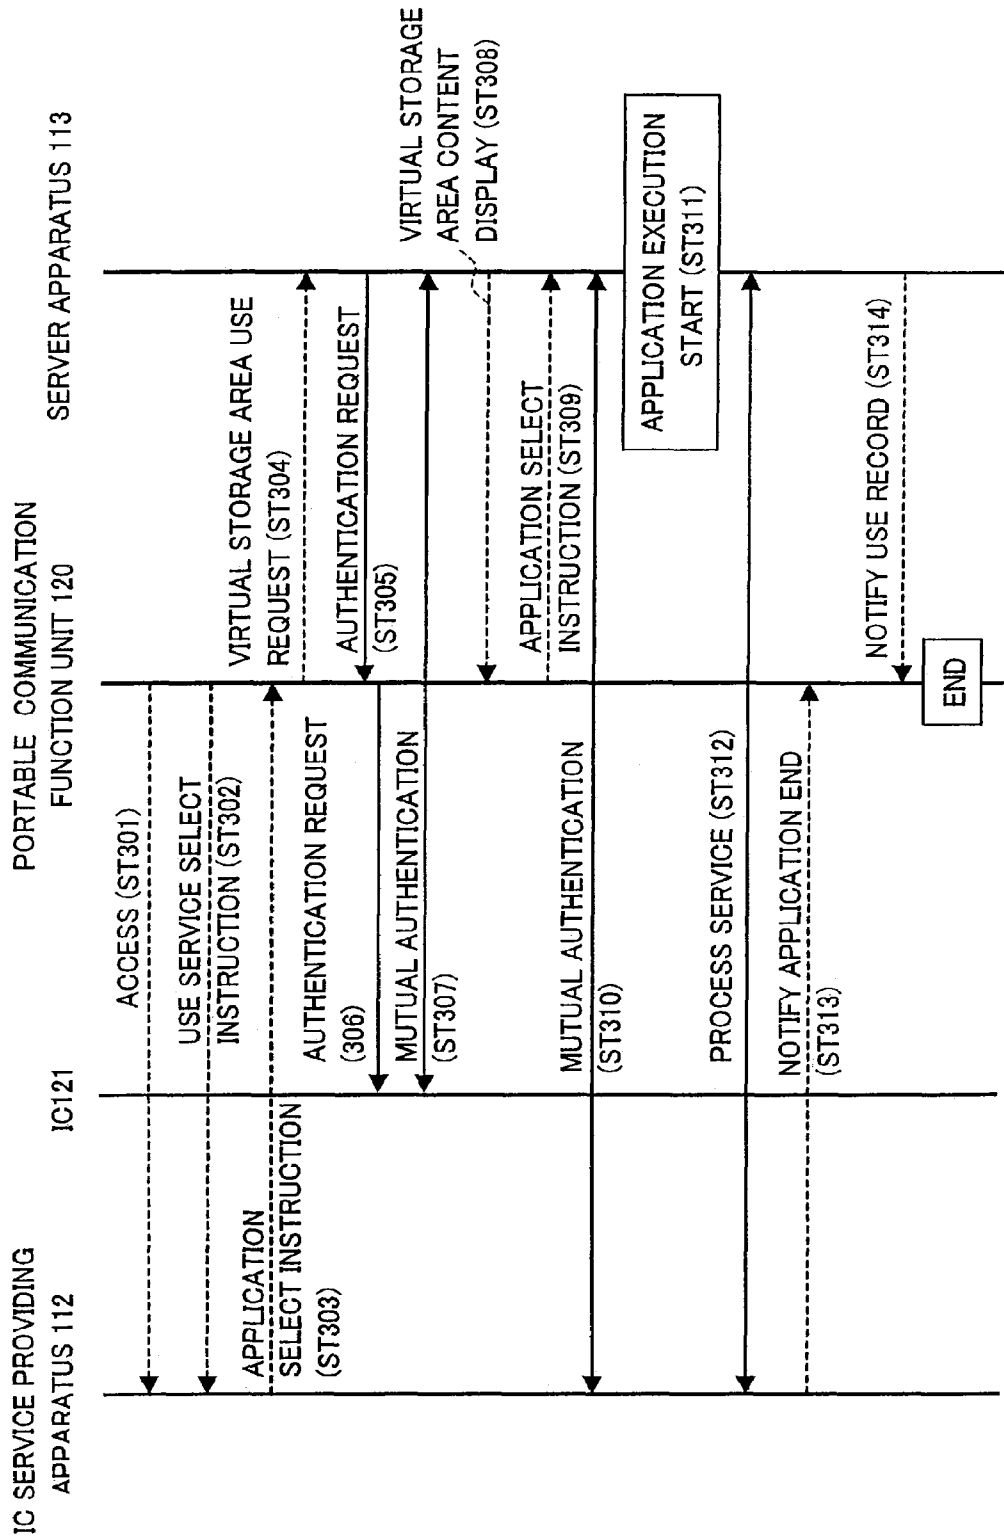 IC SERVICE PROVIDING
APPARATUS 112
IC121
PORTABLE COMMUNICATION
FUNCTION UNIT 120
SERVER APPARATUS 113
ACCESS (ST301)
USE SERVICE SELECT
INSTRUCTION (ST302)
APPLICATION
SELECT INSTRUCTION
(ST303)
VIRTUAL STORAGE AREA USE
REQUEST (ST304)
AUTHENTICATION REQUEST
(ST305)
AUTHENTICATION REQUEST
(306)
MUTUAL AUTHENTICATION
(ST307)
VIRTUAL STORAGE
AREA CONTENT
DISPLAY (ST308)
APPLICATION SELECT
INSTRUCTION (ST309)
MUTUAL AUTHENTICATION
(ST310)
APPLICATION EXECUTION
START (ST311)
PROCESS SERVICE (ST312)
NOTIFY APPLICATION END
(ST313)
NOTIFY USE RECORD (ST314)
END